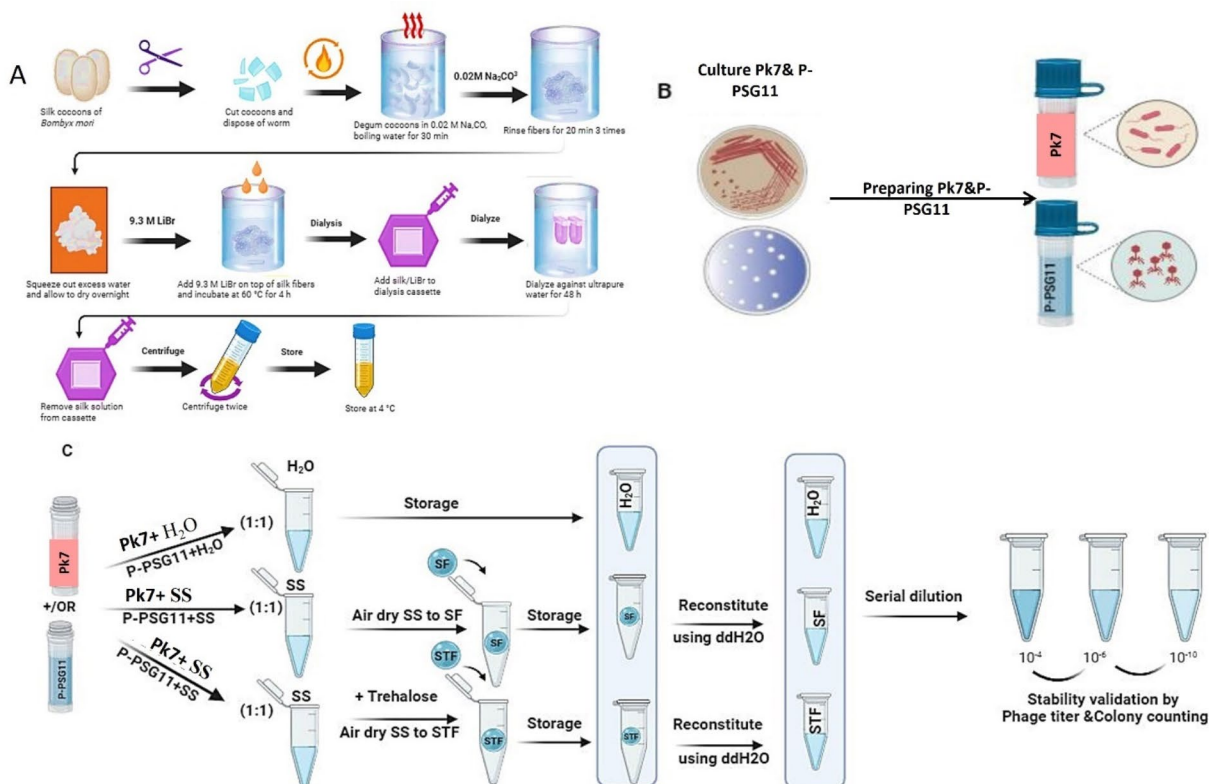 A
Silk cocoons of
Bombyx mori
Cut cocoons and
dispose of worm
Degum cocoons in 0.02 M Na₂CO,
boiling water for 30 min
0.02M Na₂CO³
Rinse fibers for 20 min 3 times
Squeeze out excess water
and allow to dry overnight
9.3 M LiBr
Add 9.3 M LiBr on top of silk fibers
and incubate at 60 °C for 4 h
Dialysis
Add silk/LiBr to
dialysis cassette
Dialyze
Dialyze against ultrapure
water for 48 h
Remove silk solution
from cassette
Centrifuge
Centrifuge twice
Store
Store at 4 °C
B
Culture Pk7& P-
PSG11
Preparing Pk7&P-
PSG11
Pk7
P-PSG11
C
Pk7
+/OR
P-PSG11
Pk7+ H₂O
P-PSG11+H₂O
(1:1)
H₂O
Storage
H₂O
H₂O
Pk7+ SS
P-PSG11+SS
(1:1)
SS
Air dry SS to SF
SF
SF
Storage
SF
Reconstitute
using ddH2O
SF
Pk7+ SS
P-PSG11+SS
(1:1)
SS
+ Trehalose
Air dry SS to STF
STF
STF
Storage
STF
Reconstitute
using ddH2O
STF
Serial dilution
10⁻⁴
10⁻⁶
10⁻¹⁰
Stability validation by
Phage titer &Colony counting